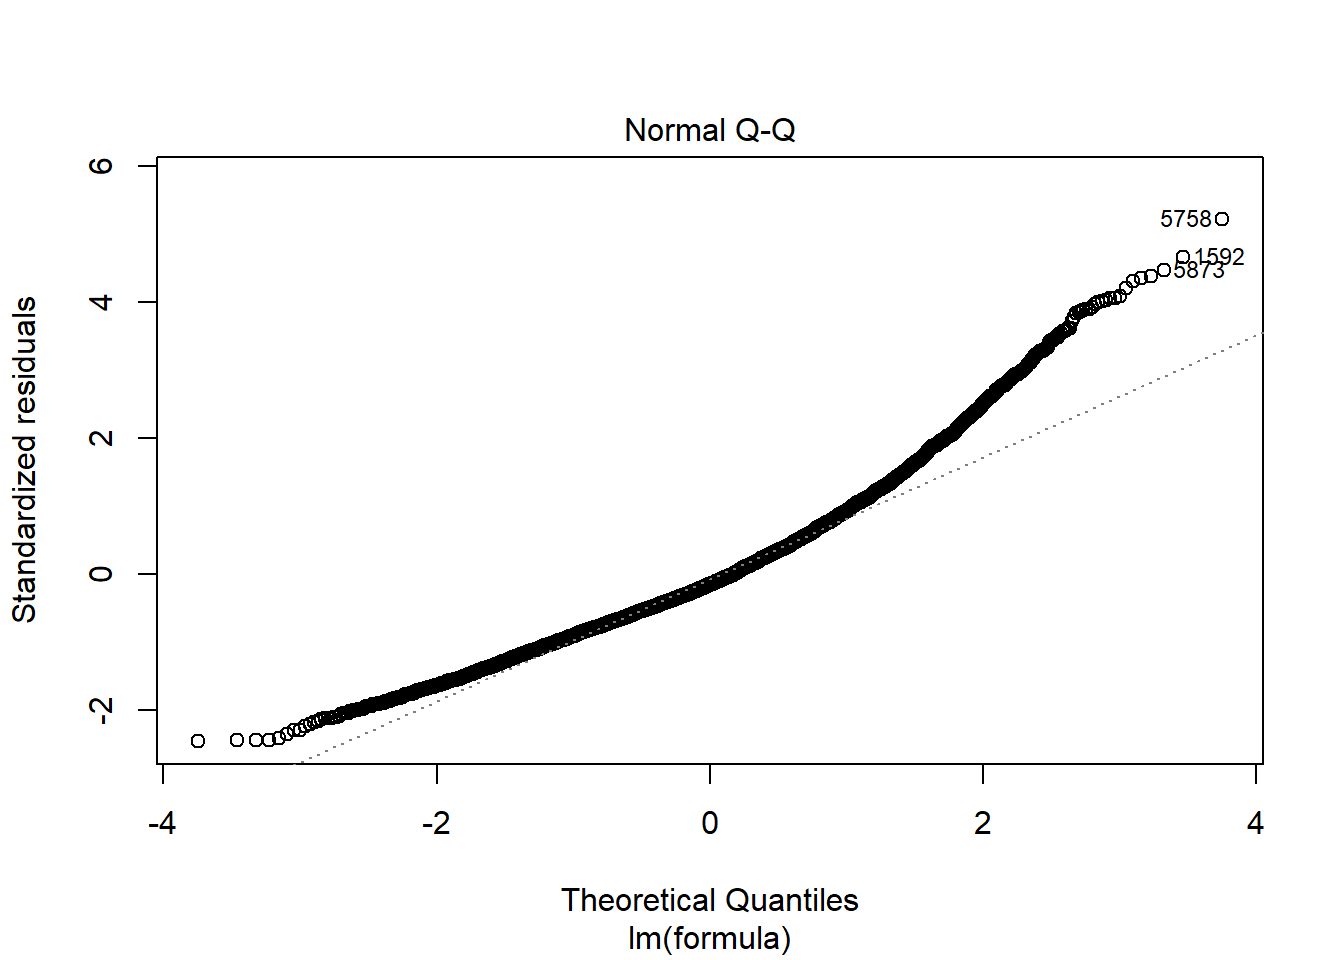 Normal Q-Q
6
4
2
0
-2
Standardized residuals
5758
1592
5873
-4 -2 0 2 4
Theoretical Quantiles
lm(formula)